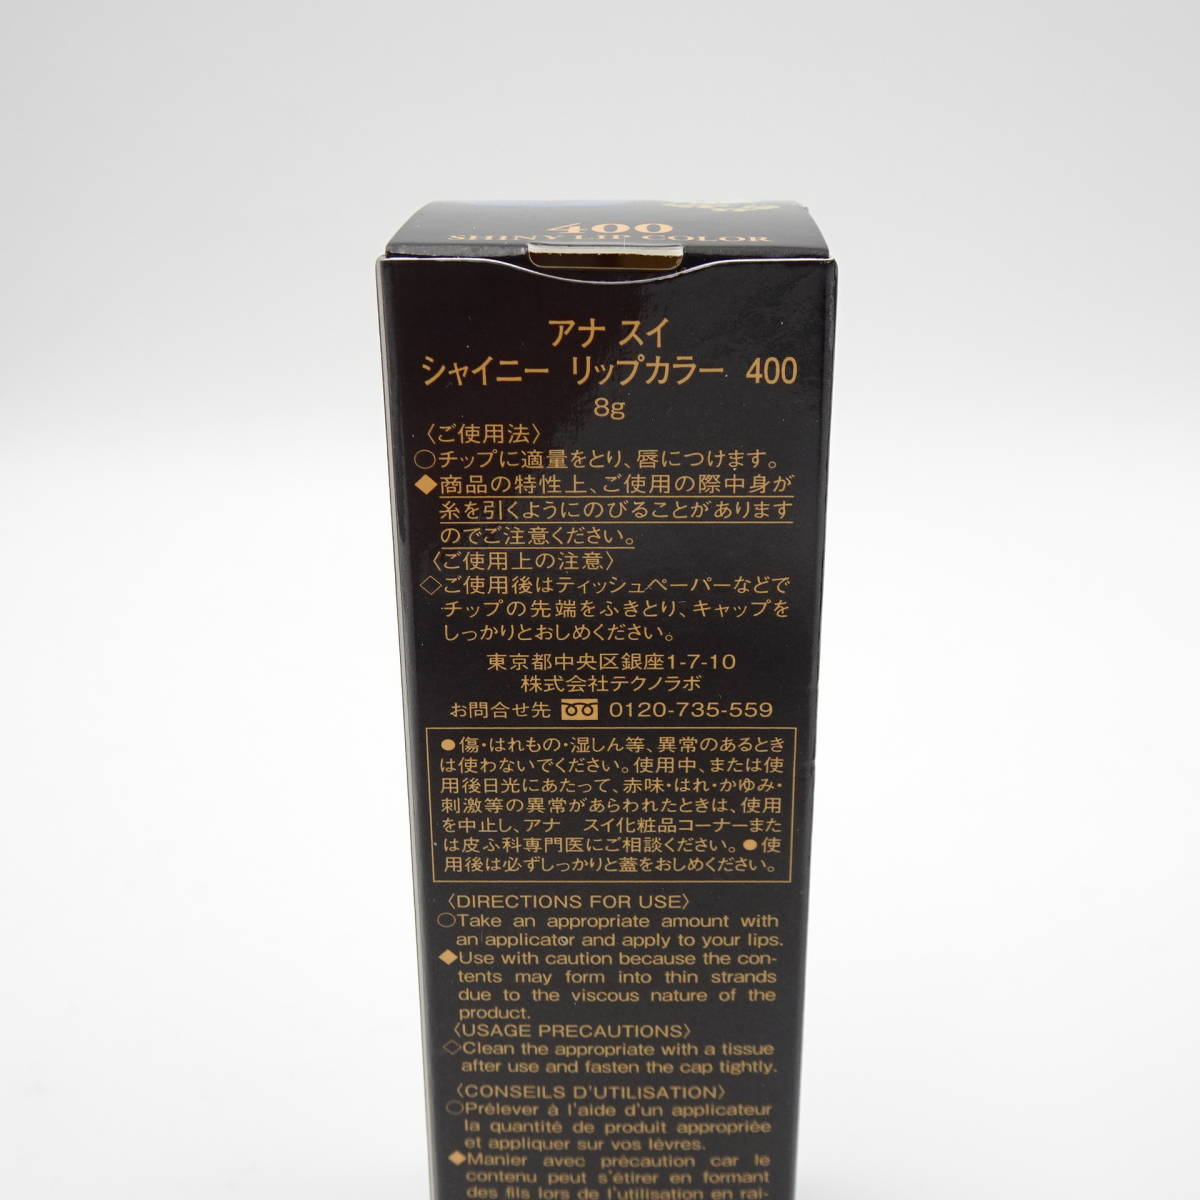 400
SHINY LIP COLOR
アナ スイ
シャイニー リップカラー 400
8g
〈ご使用法〉
○チップに適量をとり、唇につけます。
◆商品の特性上、ご使用の際中身が
糸を引くようにのびることがあります
のでご注意ください。
〈ご使用上の注意〉
◇ご使用後はティッシュペーパーなどで
チップの先端をふきとり、キャップを
しっかりとおしめください。
東京都中央区銀座1-7-10
株式会社テクノラボ
お問合せ先 0120-735-559
●傷・はれもの・湿しん等、異常のあるとき
は使わないでください。使用中、または使
用後日光にあたって、赤味・はれ・かゆみ・
刺激等の異常があらわれたときは、使用
を中止し、アナ スイ化粧品コーナーまた
は皮ふ科専門医にご相談ください。●使
用後は必ずしっかりと蓋をおしめください。
〈DIRECTIONS FOR USE〉
○Take an appropriate amount with
an applicator and apply to your lips.
◆Use with caution because the con-
tents may form into thin strands
due to the viscous nature of the
product.
〈USAGE PRECAUTIONS〉
◇Clean the appropriate with a tissue
after use and fasten the cap tightly.
〈CONSEILS D'UTILISATION〉
○Prélever à l'aide d'un applicateur
la quantité de produit appropriée
et appliquer sur vos lèvres.
◆Manier avec précaution car le
contenu peut s'étirer en formant
des fils lors de l'utilisation en rai-